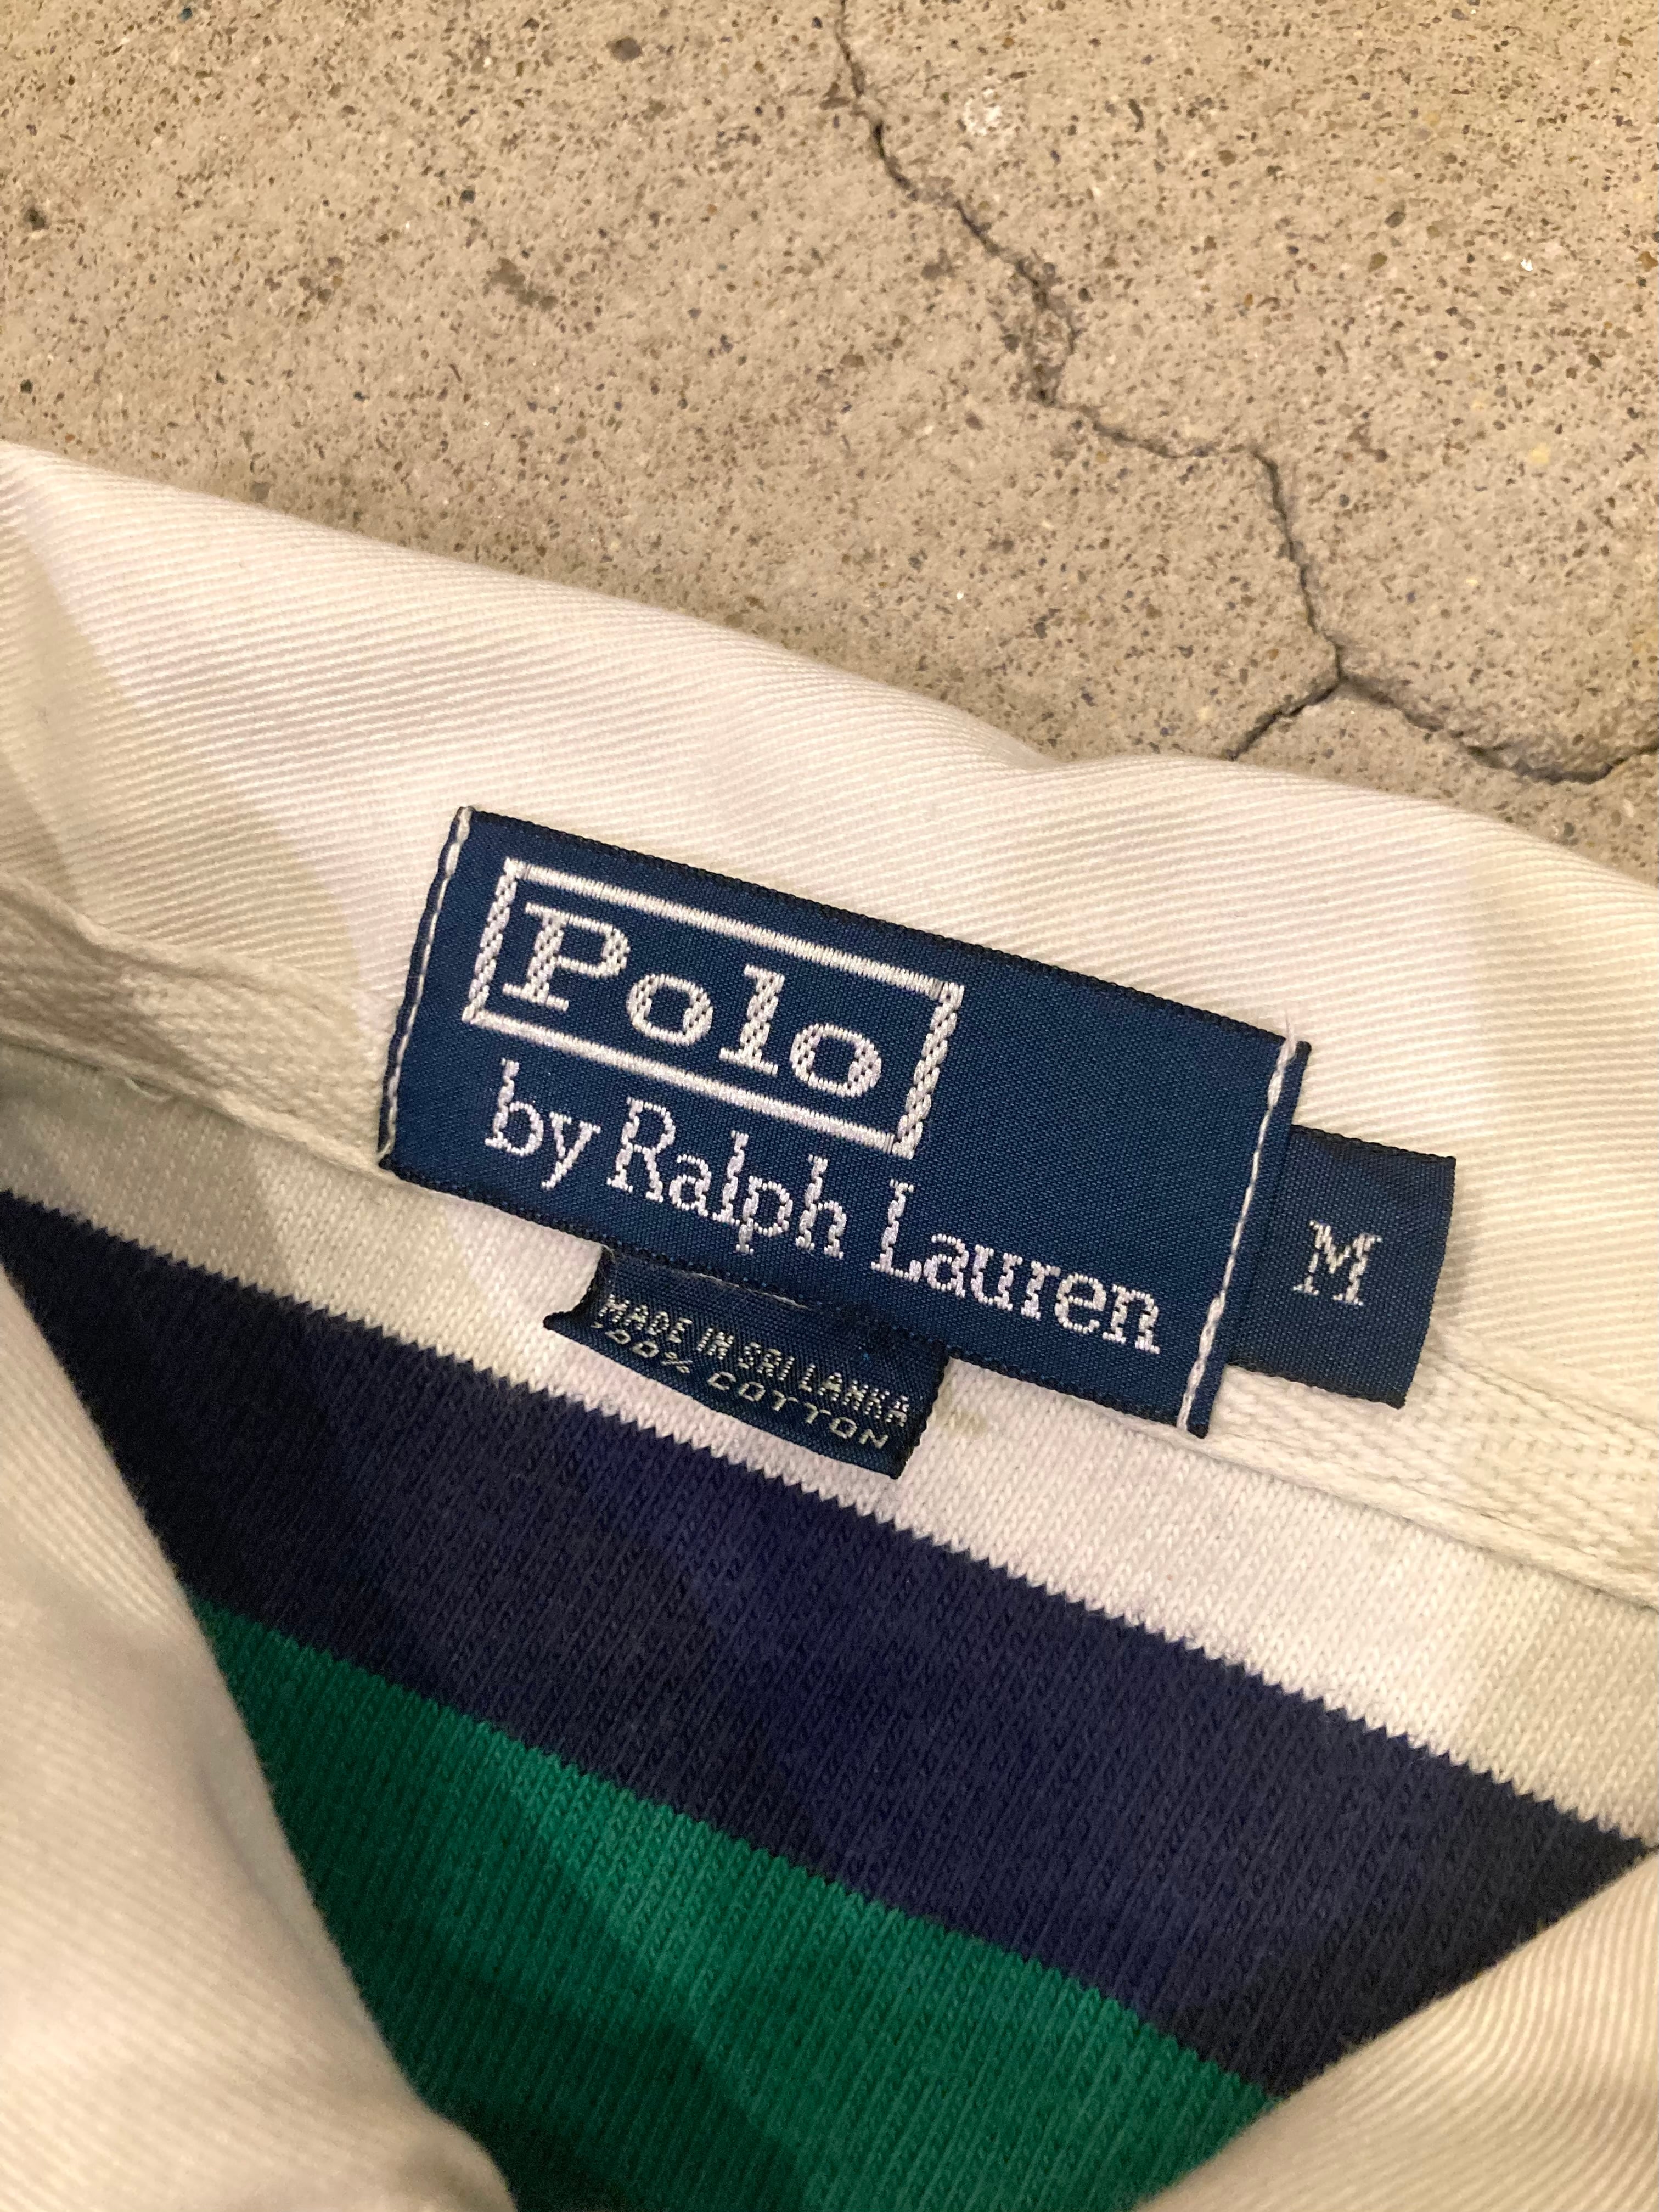 Polo
by Ralph Lauren
M
MADE IN SRI LANKA
100% COTTON